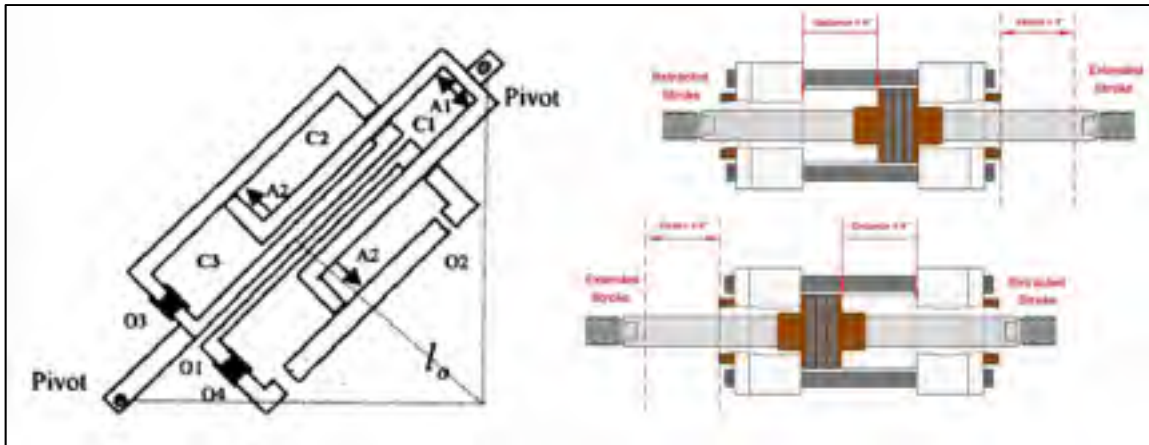 Pivot
A1
C1
C2
A2
C3
A2
O2
O3
O1
O4
Pivot
l_o
Extended
Stroke
Retracted
Stroke
Extended
Stroke
Stroke